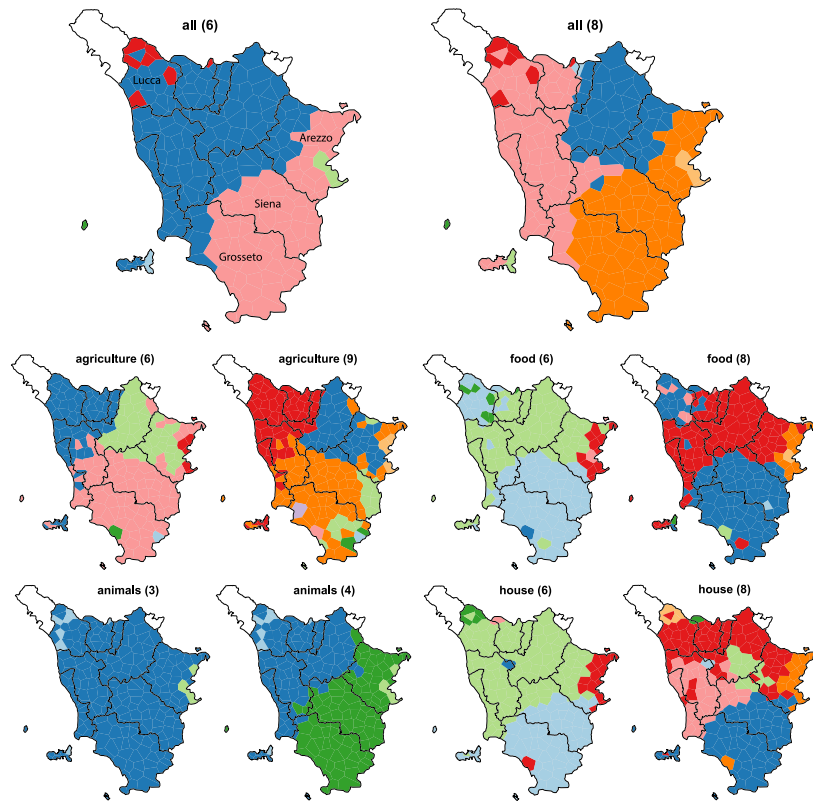 all (6)
all (8)
Lucca
Arezzo
Siena
Grosseto
agriculture (6)
agriculture (9)
food (6)
food (8)
animals (3)
animals (4)
house (6)
house (8)